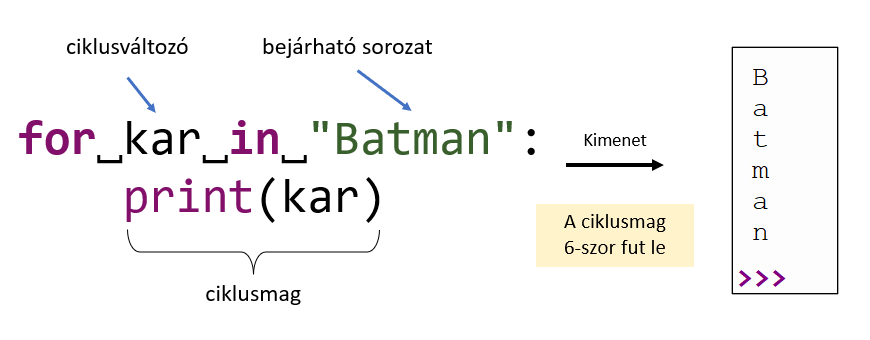 ciklusváltozó
bejárható sorozat
for␣kar␣in␣"Batman":
print(kar)
ciklusmag
Kimenet
A ciklusmag
6-szor fut le
B
a
t
m
a
n
>>>